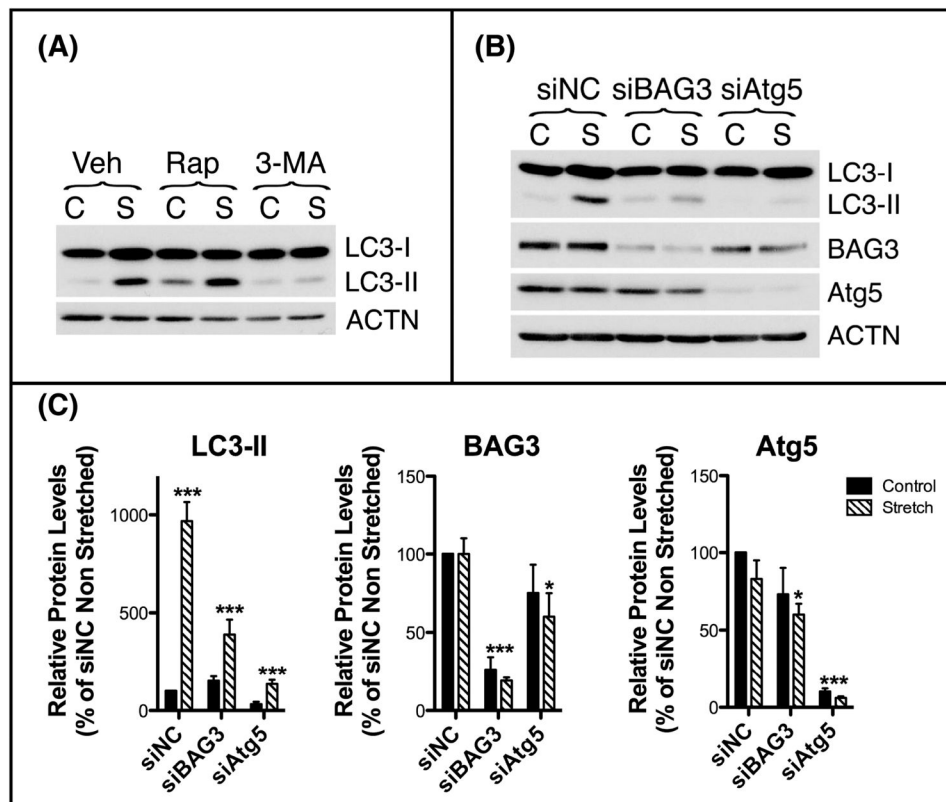 (A)
Veh Rap 3-MA
C S C S C S
LC3-I
LC3-II
ACTN
(B)
siNC siBAG3 siAtg5
C S C S C S
LC3-I
LC3-II
BAG3
Atg5
ACTN
(C)
LC3-II
Relative Protein Levels
(% of siNC Non Stretched)
1000
500
0
***
***
***
siNC
siBAG3
siAtg5
BAG3
Relative Protein Levels
(% of siNC Non Stretched)
150
100
50
0
***
*
siNC
siBAG3
siAtg5
Atg5
Relative Protein Levels
(% of siNC Non Stretched)
150
100
50
0
*
***
siNC
siBAG3
siAtg5
Control
Stretch